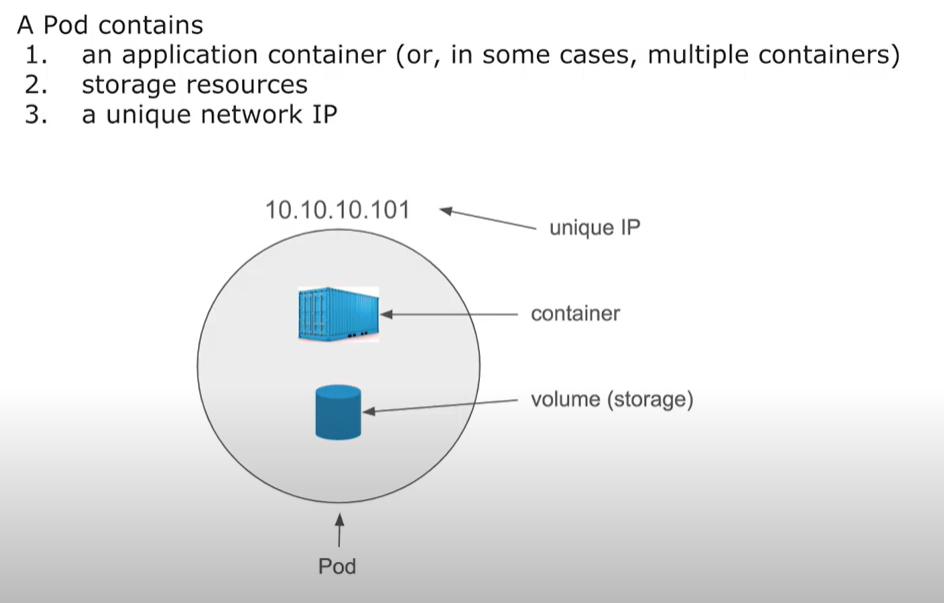 A Pod contains
1. an application container (or, in some cases, multiple containers)
2. storage resources
3. a unique network IP
10.10.10.101
unique IP
container
volume (storage)
Pod